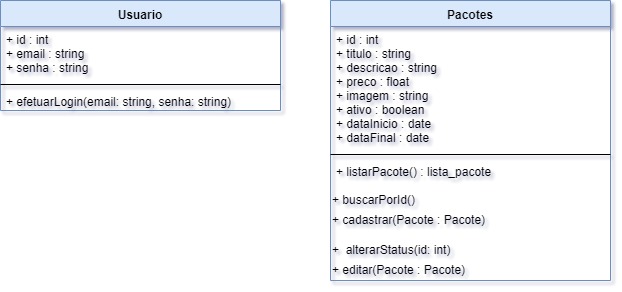 Usuario
+ id : int
+ email : string
+ senha : string
+ efetuarLogin(email: string, senha: string)
Pacotes
+ id : int
+ titulo : string
+ descricao : string
+ preco : float
+ imagem : string
+ ativo : boolean
+ dataInicio : date
+ dataFinal : date
+ listarPacote() : lista_pacote
+ buscarPorId()
+ cadastrar(Pacote : Pacote)
+ alterarStatus(id: int)
+ editar(Pacote : Pacote)